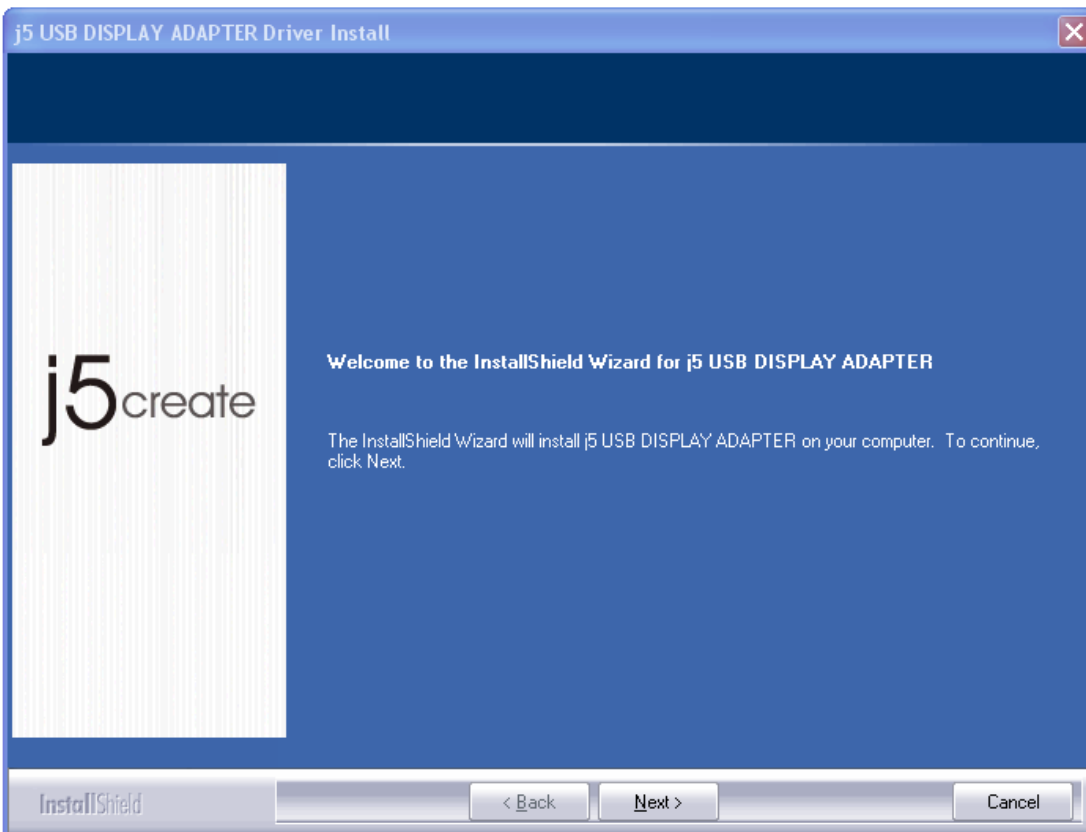 j5 USB DISPLAY ADAPTER Driver Install
j5create
Welcome to the InstallShield Wizard for j5 USB DISPLAY ADAPTER
The InstallShield Wizard will install j5 USB DISPLAY ADAPTER on your computer. To continue,
click Next.
InstallShield
< Back
Next >
Cancel